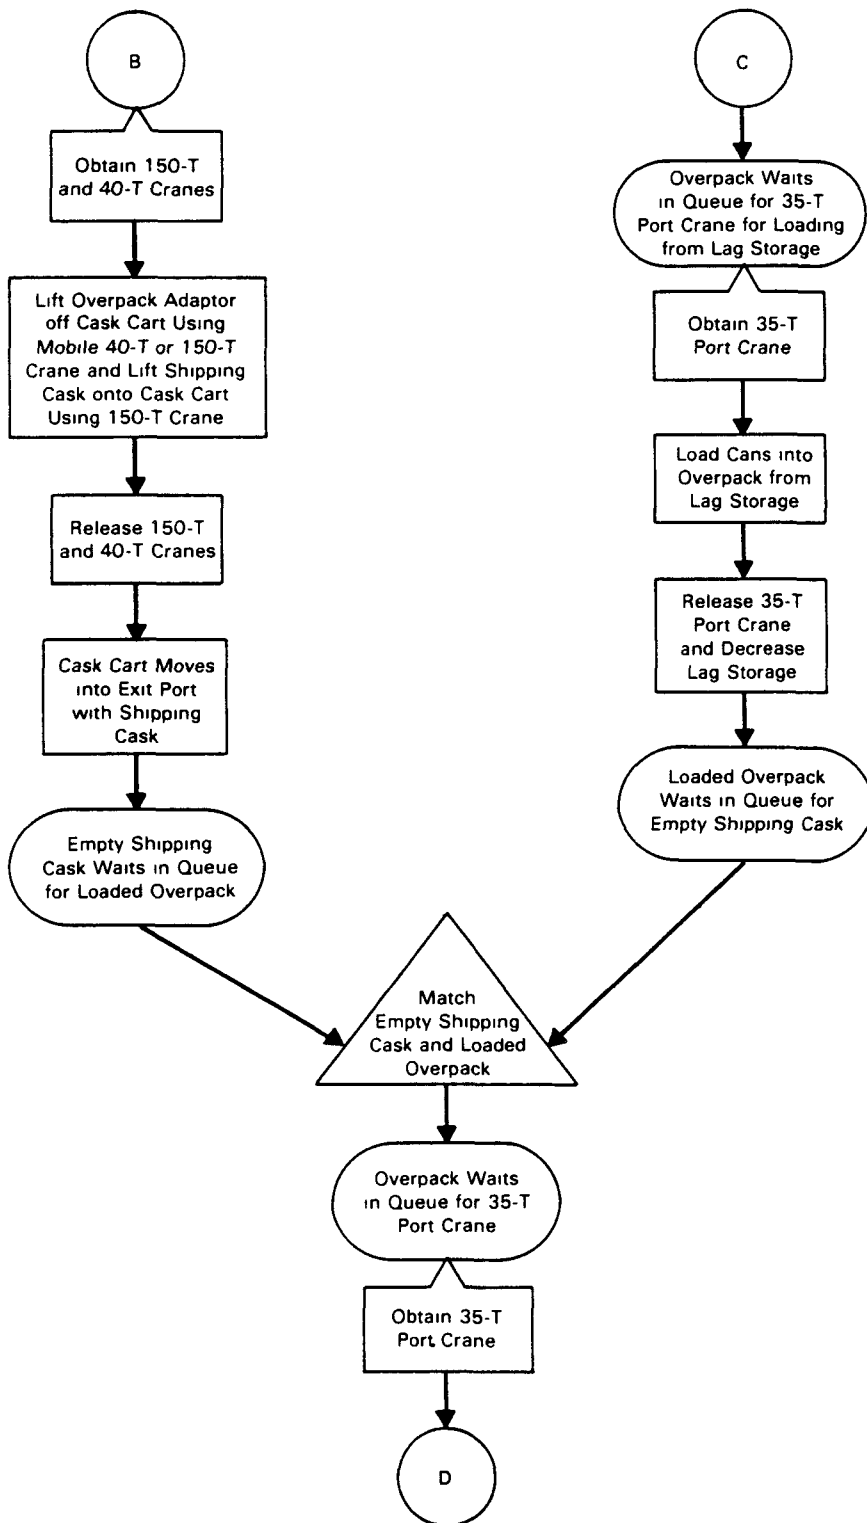 B
Obtain 150-T
and 40-T Cranes
Lift Overpack Adaptor
off Cask Cart Using
Mobile 40-T or 150-T
Crane and Lift Shipping
Cask onto Cask Cart
Using 150-T Crane
Release 150-T
and 40-T Cranes
Cask Cart Moves
into Exit Port
with Shipping
Cask
Empty Shipping
Cask Waits in Queue
for Loaded Overpack
C
Overpack Waits
in Queue for 35-T
Port Crane for Loading
from Lag Storage
Obtain 35-T
Port Crane
Load Cans into
Overpack from
Lag Storage
Release 35-T
Port Crane
and Decrease
Lag Storage
Loaded Overpack
Waits in Queue for
Empty Shipping Cask
Match
Empty Shipping
Cask and Loaded
Overpack
Overpack Waits
in Queue for 35-T
Port Crane
Obtain 35-T
Port Crane
D